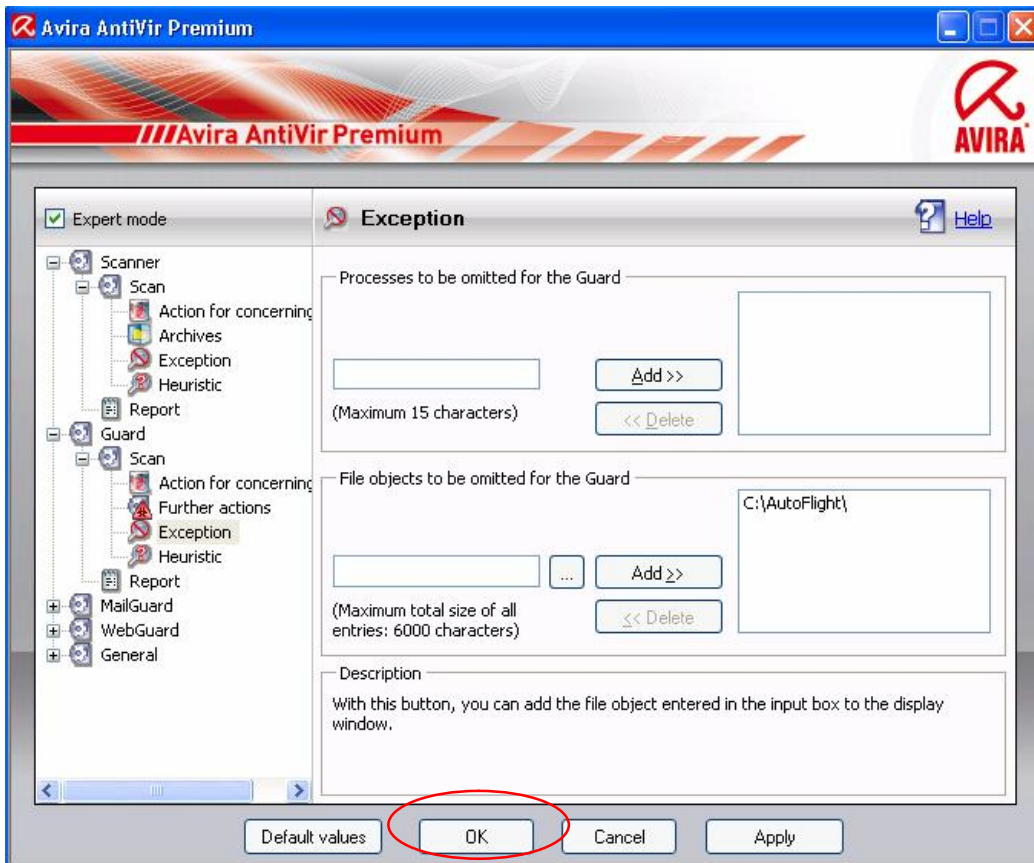 Avira AntiVir Premium
Avira AntiVir Premium
AVIRA
Expert mode
Exception
Help
Scanner
Scan
Action for concerning
Archives
Exception
Heuristic
Report
Guard
Scan
Action for concerning
Further actions
Exception
Heuristic
Report
MailGuard
WebGuard
General
Processes to be omitted for the Guard
Add >>
(Maximum 15 characters)
<< Delete
File objects to be omitted for the Guard
C:\AutoFlight\
...
Add >>
(Maximum total size of all
entries: 6000 characters)
<< Delete
Description
With this button, you can add the file object entered in the input box to the display
window.
Default values
OK
Cancel
Apply